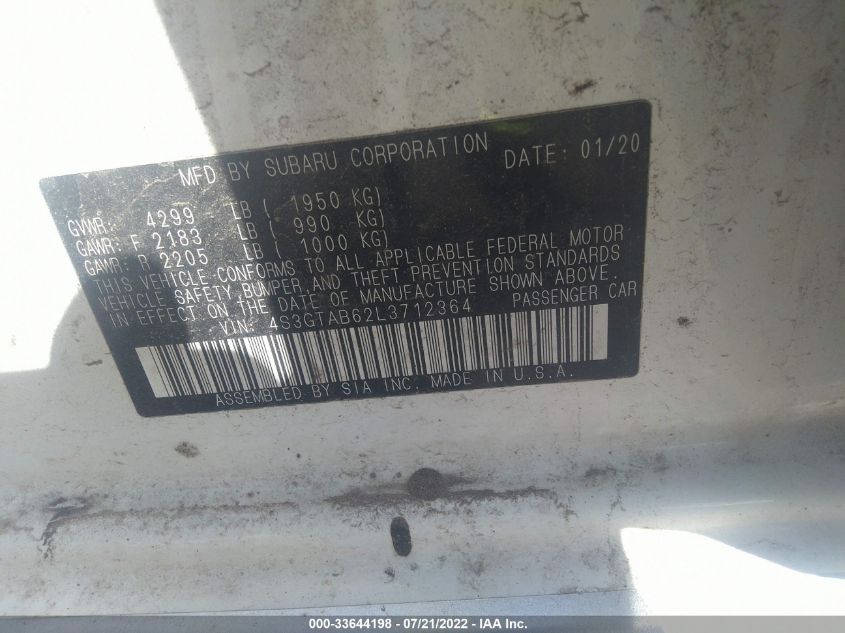 MFD BY SUBARU CORPORATION DATE: 01/20
GVWR: 4299 LB ( 1950 KG)
GAWR: F 2183 LB ( 990 KG)
GAWR: R 2205 LB ( 1000 KG)
THIS VEHICLE CONFORMS TO ALL APPLICABLE FEDERAL MOTOR
VEHICLE SAFETY, BUMPER, AND THEFT PREVENTION STANDARDS
IN EFFECT ON THE DATE OF MANUFACTURE SHOWN ABOVE.
VIN: 4S3GTAB62L3712364 PASSENGER CAR
ASSEMBLED BY SIA INC. MADE IN U.S.A.
000-33644198 - 07/21/2022 - IAA Inc.